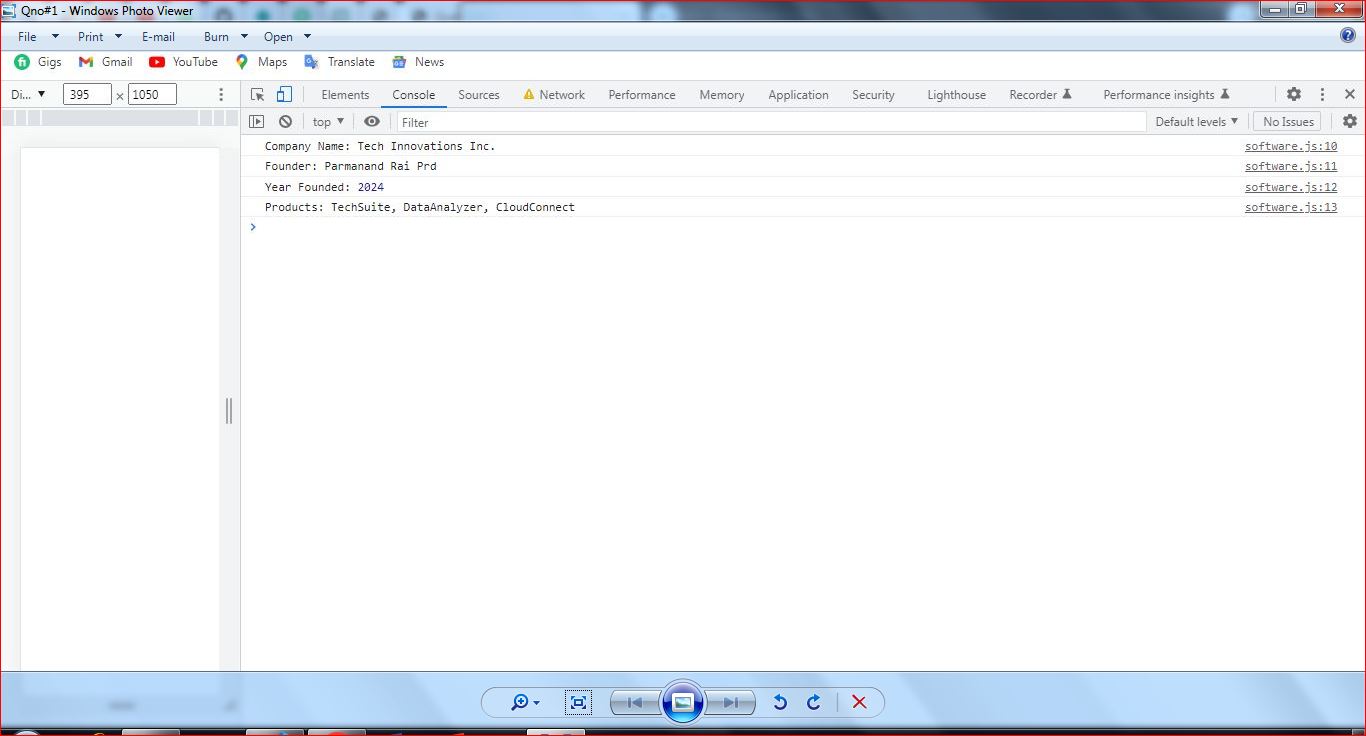 Qno#1 - Windows Photo Viewer
File Print E-mail Burn Open
Gigs Gmail YouTube Maps Translate News
Di... 395 × 1050 Elements Console Sources Network Performance Memory Application Security Lighthouse Recorder Performance insights
top Filter Default levels No Issues
Company Name: Tech Innovations Inc. software.js:10
Founder: Parmanand Rai Prd software.js:11
Year Founded: 2024 software.js:12
Products: TechSuite, DataAnalyzer, CloudConnect software.js:13